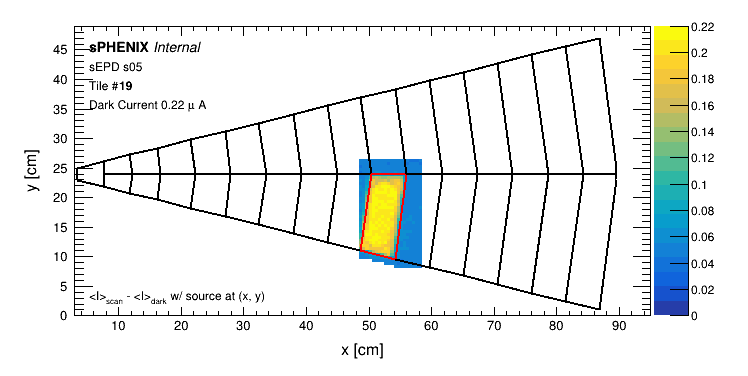 sPHENIX Internal
sEPD s05
Tile #19
Dark Current 0.22 μ A
<I>scan - <I>dark w/ source at (x, y)
y [cm]
45
40
35
30
25
20
15
10
5
0
10 20 30 40 50 60 70 80 90
x [cm]
0.22
0.2
0.18
0.16
0.14
0.12
0.1
0.08
0.06
0.04
0.02
0